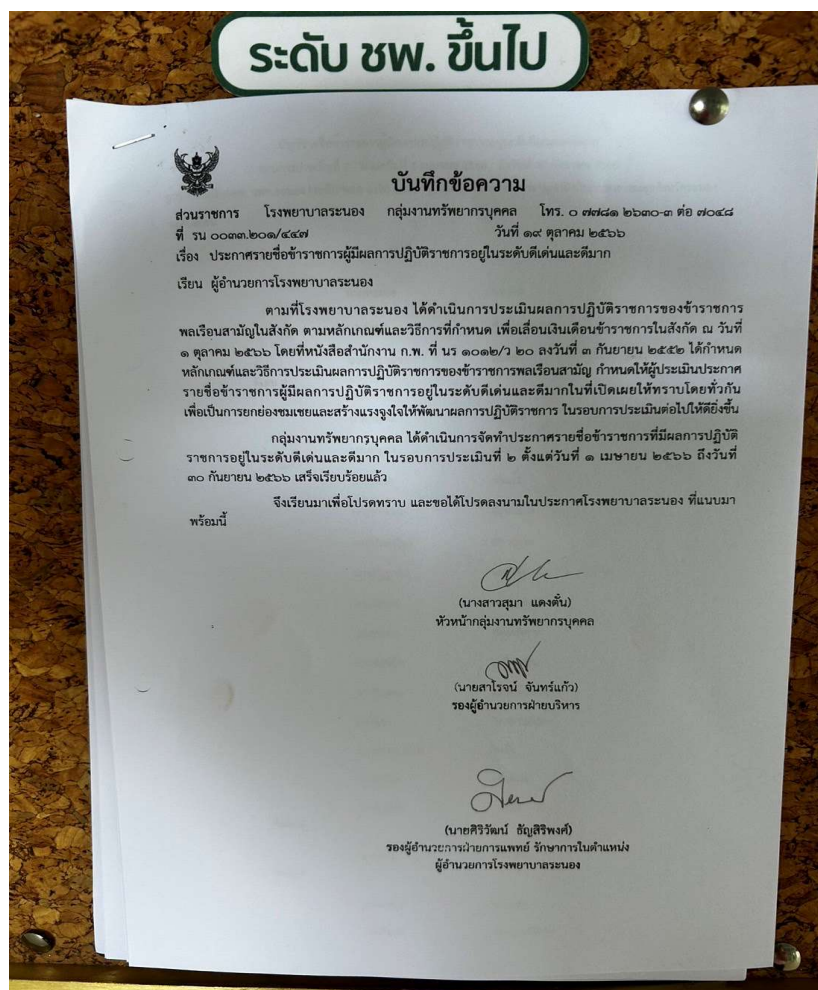 ระดับ ชพ. ขึ้นไป
บันทึกข้อความ
ส่วนราชการ โรงพยาบาลระนอง กลุ่มงานทรัพยากรบุคคล โทร. ๐ ๗๗๘๑ ๒๖๓๐-๓ ต่อ ๗๐๔๘
ที่ รน ๐๐๓๓.๒๐๑/๔๔๗ วันที่ ๑๙ ตุลาคม ๒๕๖๖
เรื่อง ประกาศรายชื่อข้าราชการผู้มีผลการปฏิบัติราชการอยู่ในระดับดีเด่นและดีมาก
เรียน ผู้อำนวยการโรงพยาบาลระนอง
ตามที่โรงพยาบาลระนอง ได้ดำเนินการประเมินผลการปฏิบัติราชการของข้าราชการ
พลเรือนสามัญในสังกัด ตามหลักเกณฑ์และวิธีการที่กำหนด เพื่อเลื่อนเงินเดือนข้าราชการในสังกัด ณ วันที่
๑ ตุลาคม ๒๕๖๖ โดยที่หนังสือสำนักงาน ก.พ. ที่ นร ๑๐๑๒/ว ๒๐ ลงวันที่ ๓ กันยายน ๒๕๕๒ ได้กำหนด
หลักเกณฑ์และวิธีการประเมินผลการปฏิบัติราชการของข้าราชการพลเรือนสามัญ กำหนดให้ผู้ประเมินประกาศ
รายชื่อข้าราชการผู้มีผลการปฏิบัติราชการอยู่ในระดับดีเด่นและดีมากในที่เปิดเผยให้ทราบโดยทั่วกัน
เพื่อเป็นการยกย่องชมเชยและสร้างแรงจูงใจให้พัฒนาผลการปฏิบัติราชการ ในรอบการประเมินต่อไปให้ดียิ่งขึ้น
กลุ่มงานทรัพยากรบุคคล ได้ดำเนินการจัดทำประกาศรายชื่อข้าราชการที่มีผลการปฏิบัติ
ราชการอยู่ในระดับดีเด่นและดีมาก ในรอบการประเมินที่ ๒ ตั้งแต่วันที่ ๑ เมษายน ๒๕๖๖ ถึงวันที่
๓๐ กันยายน ๒๕๖๖ เสร็จเรียบร้อยแล้ว
จึงเรียนมาเพื่อโปรดทราบ และขอได้โปรดลงนามในประกาศโรงพยาบาลระนอง ที่แนบมา
พร้อมนี้
(นางสาวสุมา แดงตั่น)
หัวหน้ากลุ่มงานทรัพยากรบุคคล
(นายสาโรจน์ จันทร์แก้ว)
รองผู้อำนวยการฝ่ายบริหาร
(นายศิริวัฒน์ ธัญสิริพงศ์)
รองผู้อำนวยการฝ่ายการแพทย์ รักษาการในตำแหน่ง
ผู้อำนวยการโรงพยาบาลระนอง